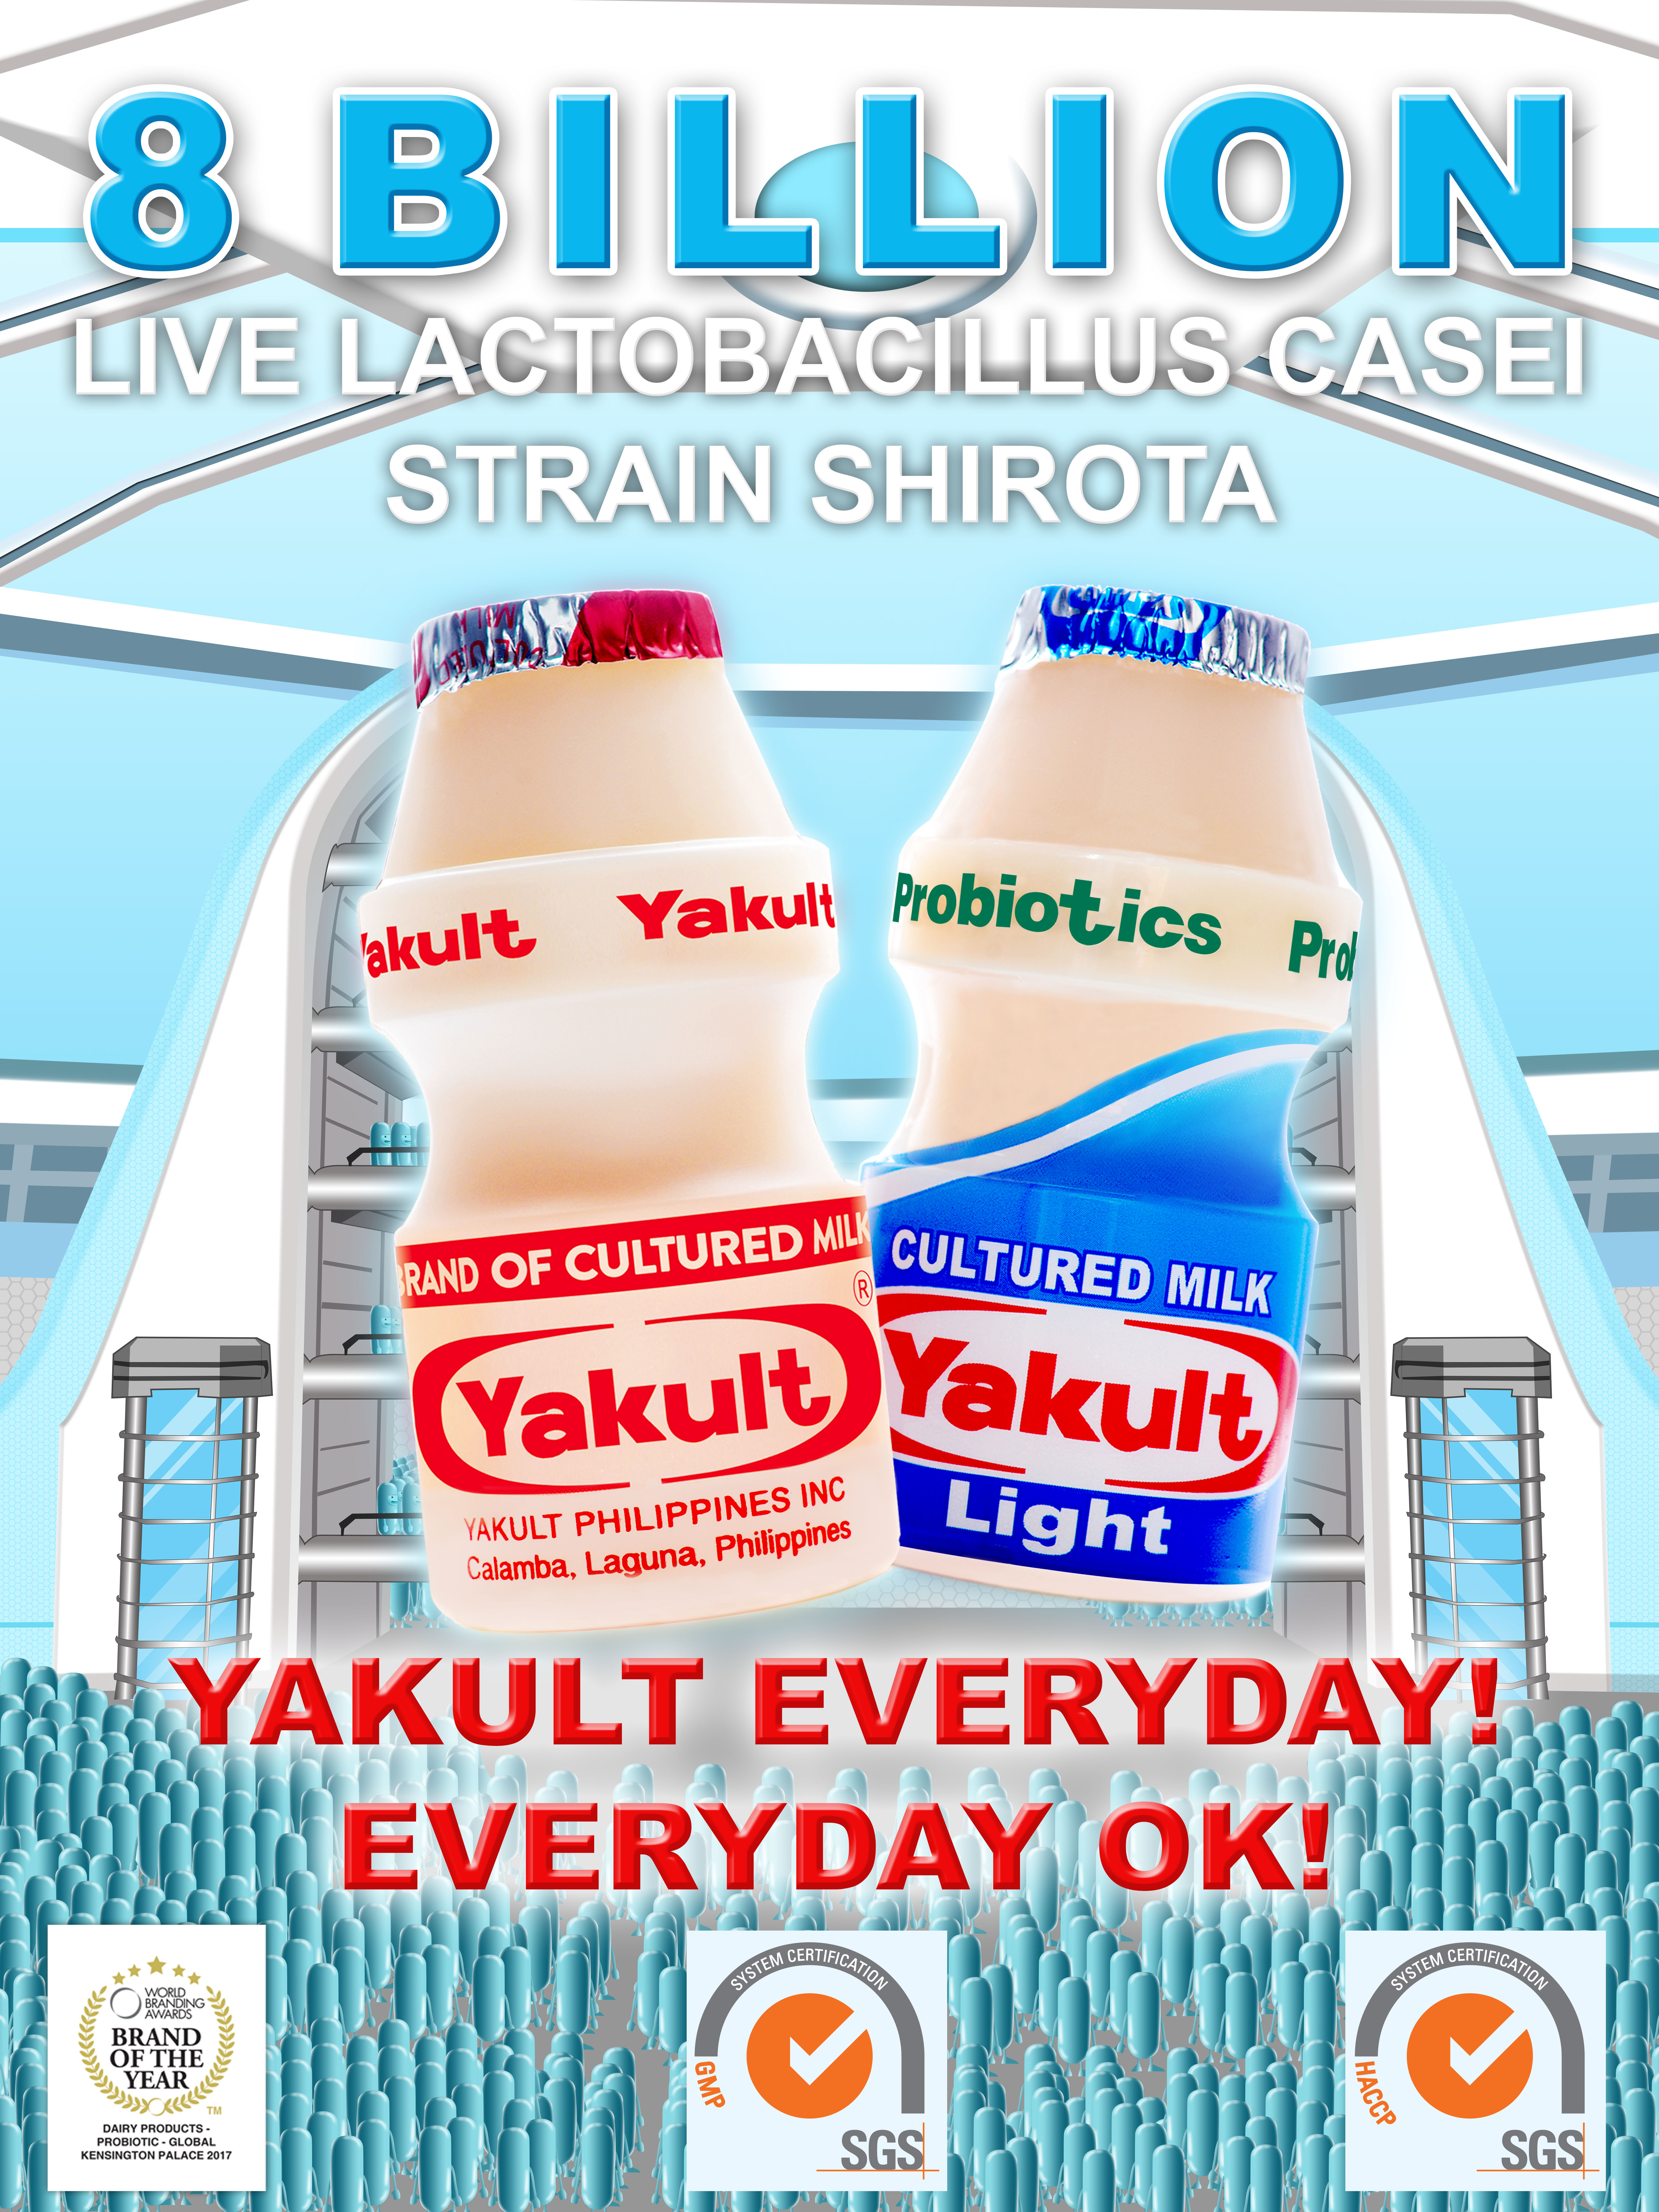 8 BILLION
LIVE LACTOBACILLUS CASEI
STRAIN SHIROTA
akult Yakult
Probiotics Prob
BRAND OF CULTURED MILK
®
Yakult
YAKULT PHILIPPINES INC
Calamba, Laguna, Philippines
CULTURED MILK
Yakult
Light
YAKULT EVERYDAY!
EVERYDAY OK!
WORLD
BRANDING
AWARDS
BRAND
OF THE
YEAR
TM
DAIRY PRODUCTS -
PROBIOTIC - GLOBAL
KENSINGTON PALACE 2017
SYSTEM CERTIFICATION
GMP
SGS
SYSTEM CERTIFICATION
HACCP
SGS